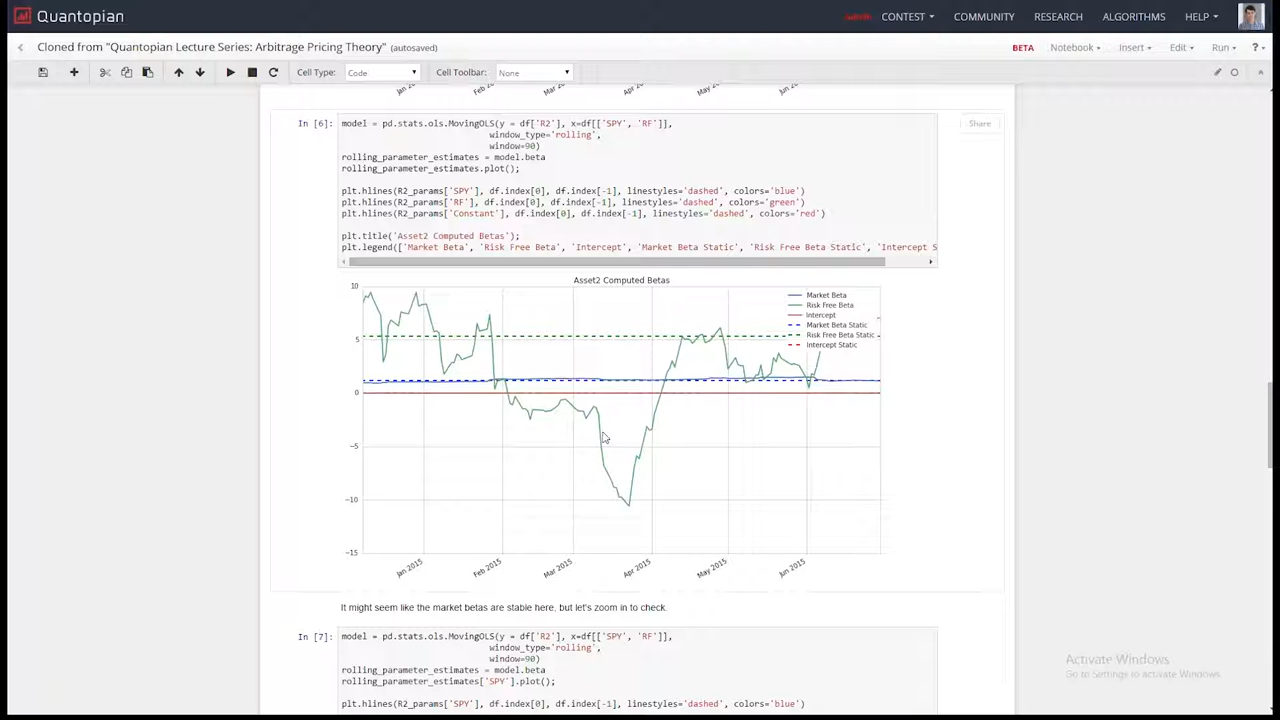 Quantopian
CONTEST COMMUNITY RESEARCH ALGORITHMS HELP
Cloned from "Quantopian Lecture Series: Arbitrage Pricing Theory" (autosaved)
BETA Notebook Insert Edit Run ?
Cell Type: Code Cell Toolbar: None
In [6]: model = pd.stats.ols.MovingOLS(y = df['R2'], x=df[['SPY', 'RF']],
window_type='rolling',
window=90)
rolling_parameter_estimates = model.beta
rolling_parameter_estimates.plot();
plt.hlines(R2_params['SPY'], df.index[0], df.index[-1], linestyles='dashed', colors='blue')
plt.hlines(R2_params['RF'], df.index[0], df.index[-1], linestyles='dashed', colors='green')
plt.hlines(R2_params['Constant'], df.index[0], df.index[-1], linestyles='dashed', colors='red')
plt.title('Asset2 Computed Betas');
plt.legend(['Market Beta', 'Risk Free Beta', 'Intercept', 'Market Beta Static', 'Risk Free Beta Static', 'Intercept S
Share
Asset2 Computed Betas
10
5
0
−5
−10
−15
Market Beta
Risk Free Beta
Intercept
Market Beta Static
Risk Free Beta Static
Intercept Static
Jan 2015 Feb 2015 Mar 2015 Apr 2015 May 2015 Jun 2015
It might seem like the market betas are stable here, but let's zoom in to check.
In [7]: model = pd.stats.ols.MovingOLS(y = df['R2'], x=df[['SPY', 'RF']],
window_type='rolling',
window=90)
rolling_parameter_estimates = model.beta
rolling_parameter_estimates['SPY'].plot();
plt.hlines(R2_params['SPY'], df.index[0], df.index[-1], linestyles='dashed', colors='blue')
Activate Windows
Go to Settings to activate Windows.